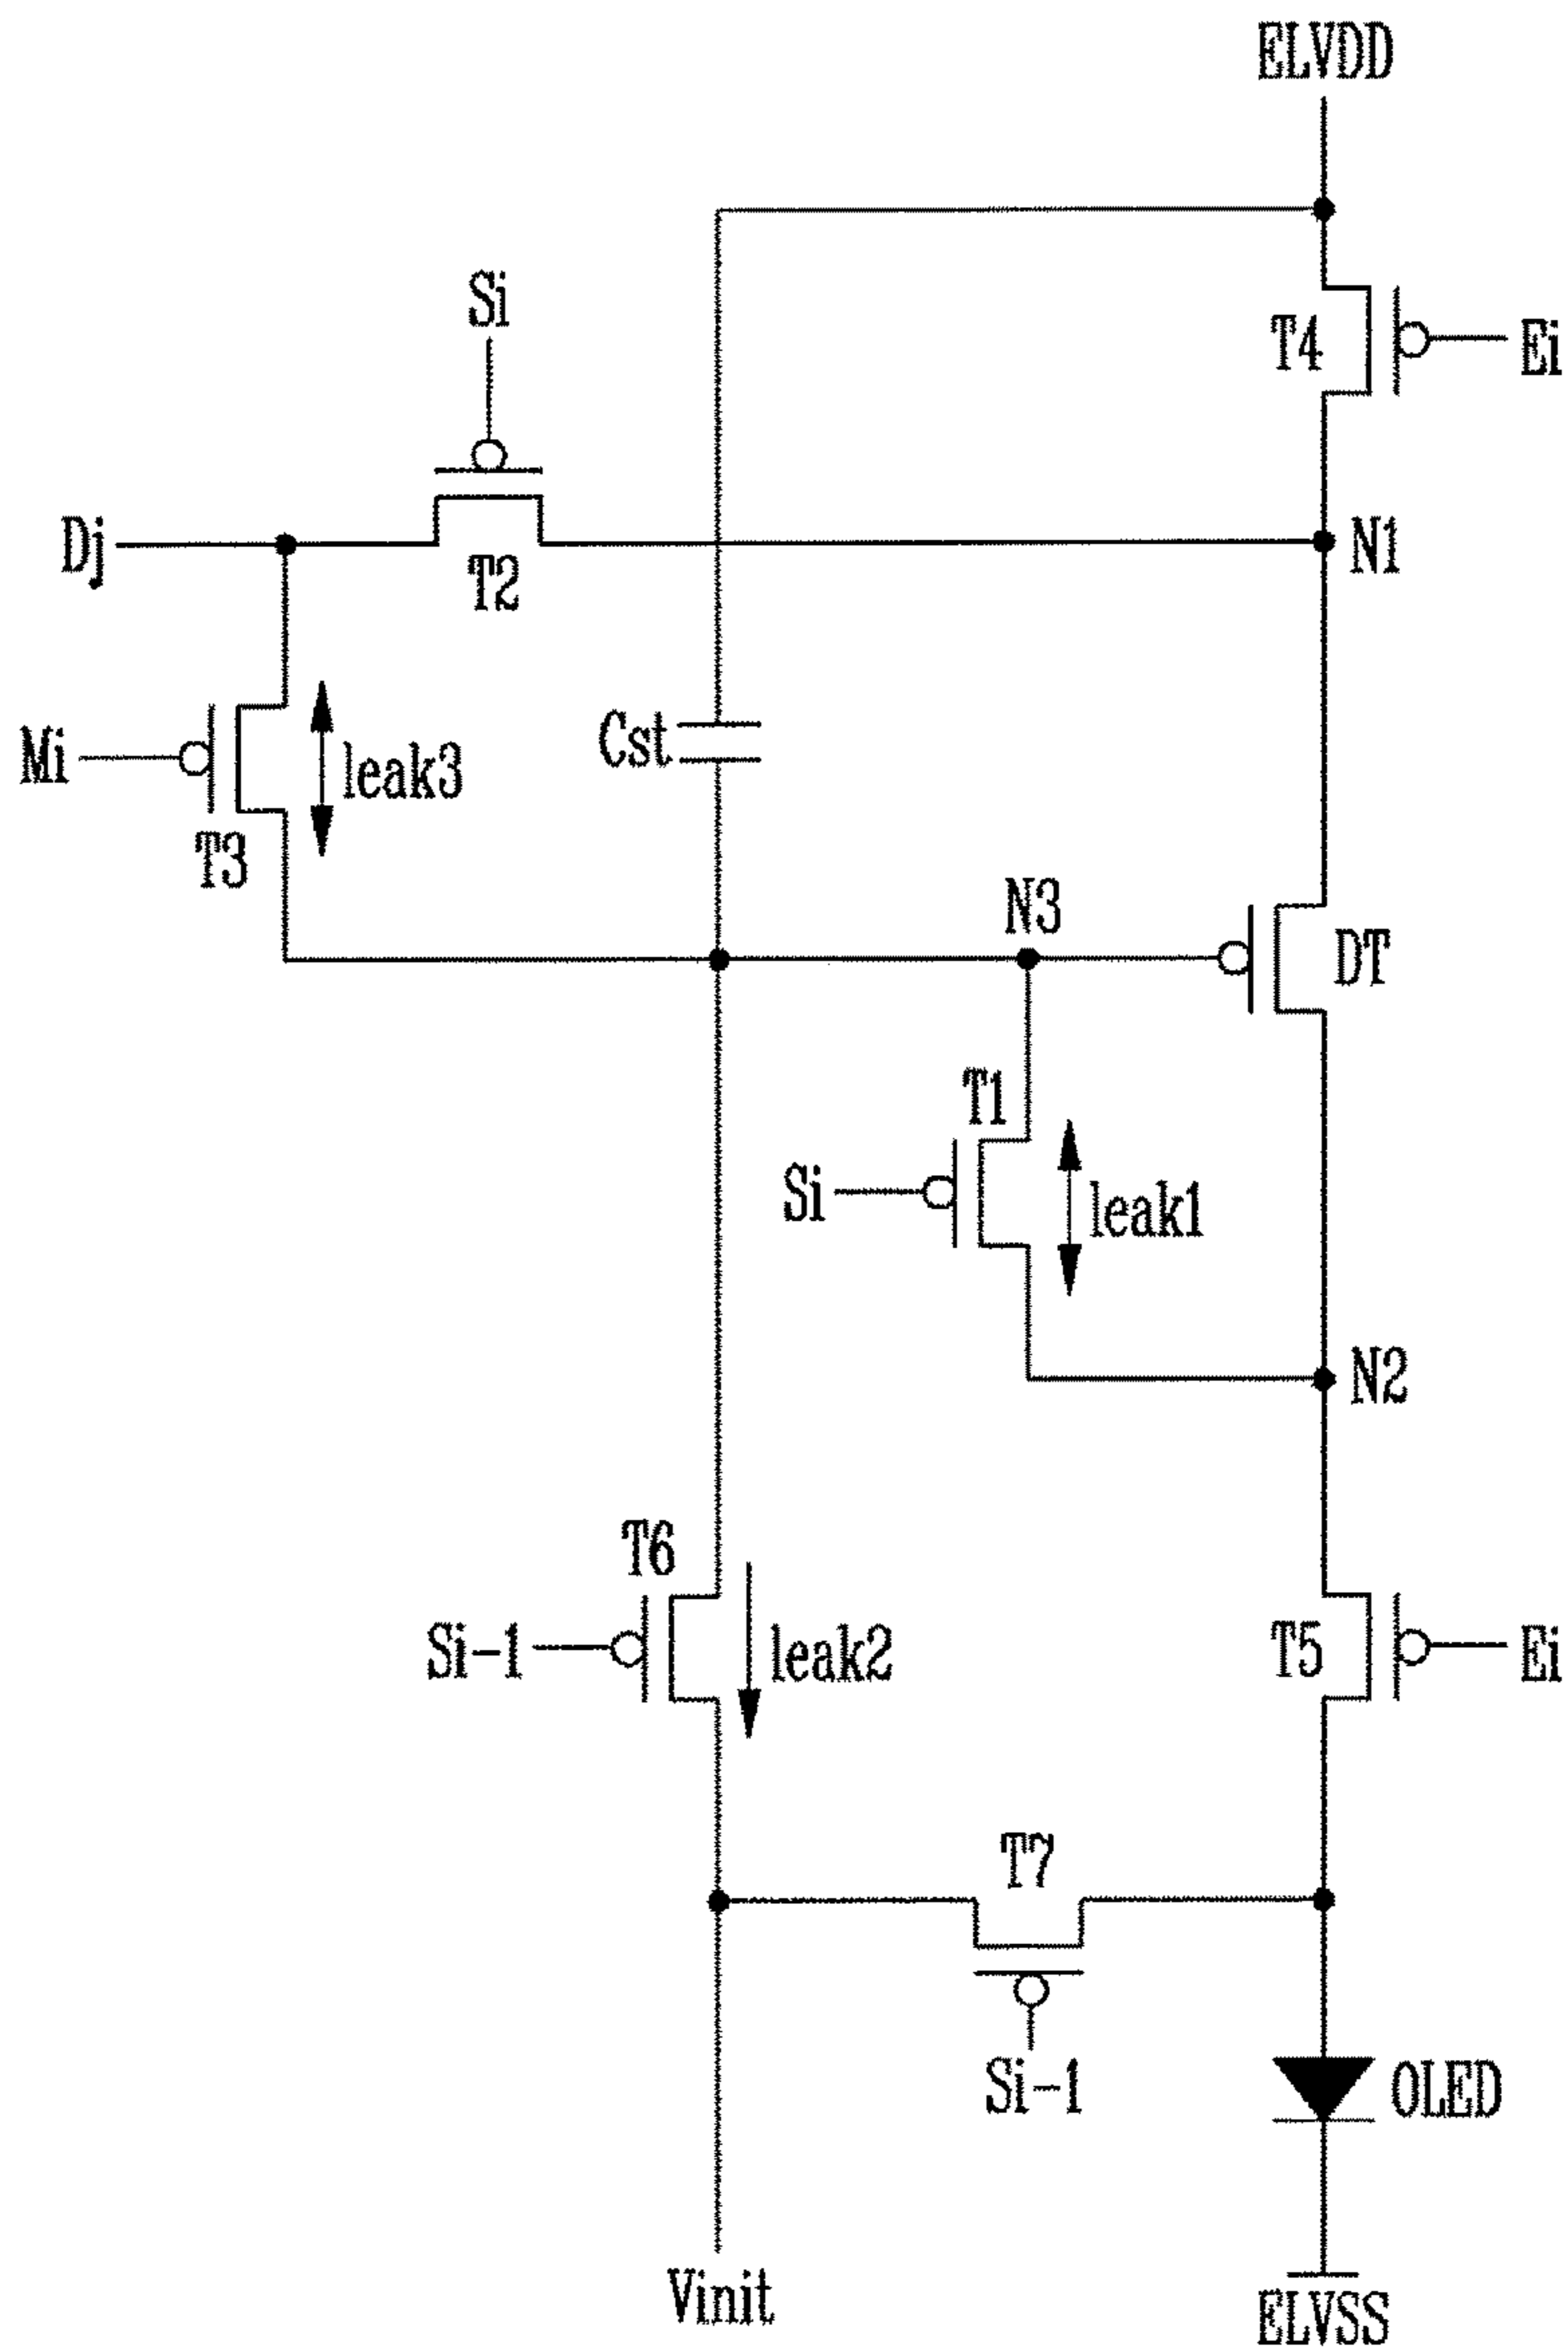 ELVDD
Si
T4
Ei
Dj
T2
N1
Mi
leak3
Cst
T3
N3
DT
T1
Si
leak1
N2
T6
Si-1
leak2
T5
Ei
T7
Si-1
OLED
Vinit
ELVSS